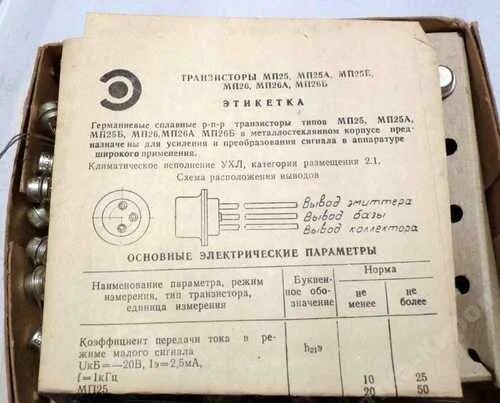 ТРАНЗИСТОРЫ МП25, МП25А, МП25Б,
МП26, МП26А, МП26Б
ЭТИКЕТКА
Германиевые сплавные p-n-p транзисторы типов МП25, МП25А,
МП25Б, МП26, МП26А МП26Б в металлостеклянном корпусе пред-
назначены для усиления и преобразования сигнала в аппаратуре
широкого применения.
Климатическое исполнение УХЛ, категория размещения 2.1.
Схема расположения выводов
Вывод эмиттера
Вывод базы
Вывод коллектора
ОСНОВНЫЕ ЭЛЕКТРИЧЕСКИЕ ПАРАМЕТРЫ
Наименование параметра, режим
измерения, тип транзистора,
единица измерения
Буквен-
ное обо-
значение
Норма
не
менее
не
более
Коэффициент передачи тока в ре-
жиме малого сигнала
UкБ=—20В, Iэ=2,5мА,
f=1кГц
h21э
МП25
10
25
20
50